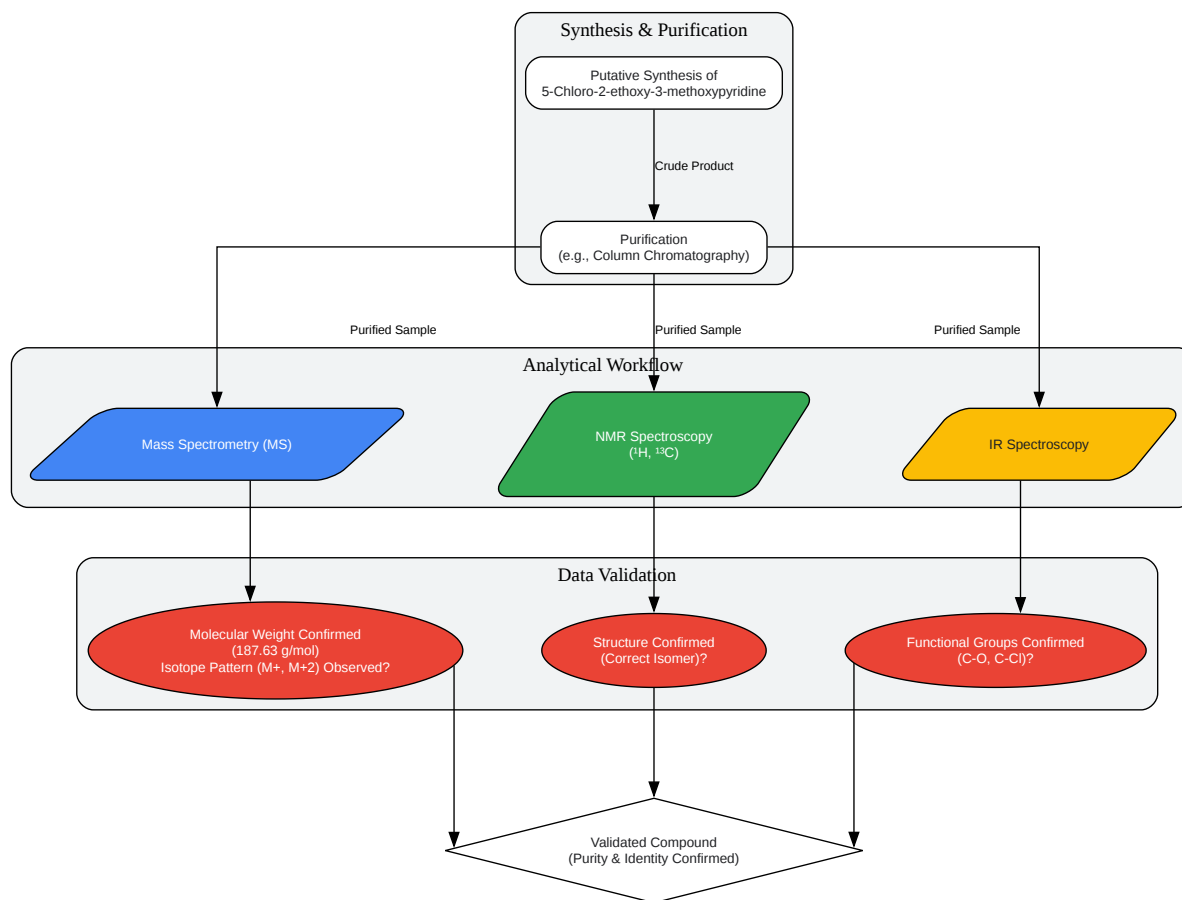 Synthesis & Purification
Putative Synthesis of
5-Chloro-2-ethoxy-3-methoxypyridine
Crude Product
Purification
(e.g., Column Chromatography)
Purified Sample
Purified Sample
Purified Sample
Analytical Workflow
Mass Spectrometry (MS)
NMR Spectroscopy
(¹H, ¹³C)
IR Spectroscopy
Data Validation
Molecular Weight Confirmed
(187.63 g/mol)
Isotope Pattern (M+, M+2) Observed?
Structure Confirmed
(Correct Isomer)?
Functional Groups Confirmed
(C-O, C-Cl)?
Validated Compound
(Purity & Identity Confirmed)